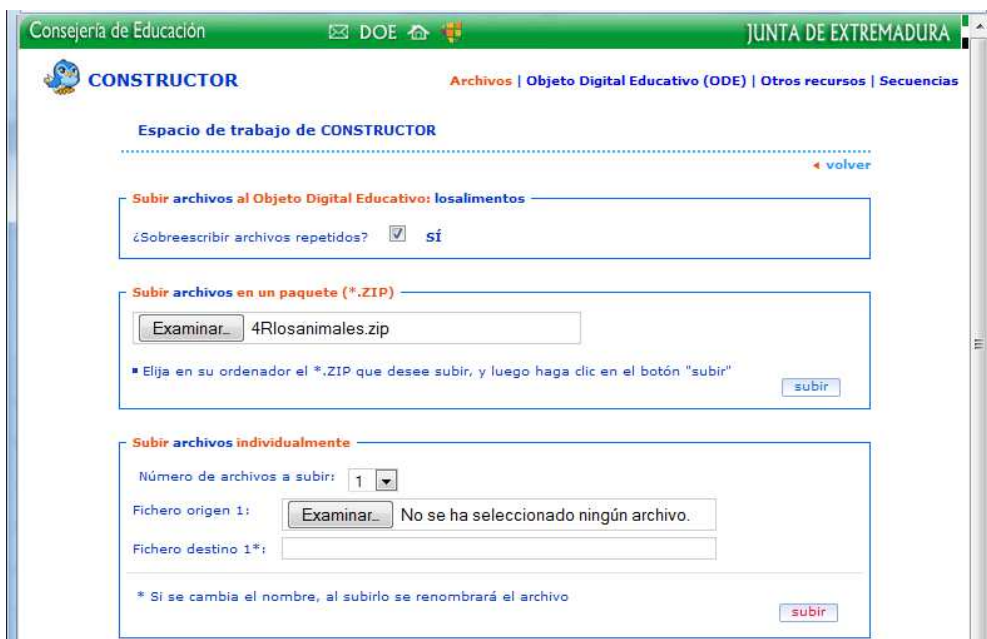 Consejería de Educación DOE JUNTA DE EXTREMADURA
CONSTRUCTOR Archivos | Objeto Digital Educativo (ODE) | Otros recursos | Secuencias
Espacio de trabajo de CONSTRUCTOR
volver
Subir archivos al Objeto Digital Educativo: losalimentos
¿Sobreescribir archivos repetidos? SÍ
Subir archivos en un paquete (*.ZIP)
Examinar... 4Rlosanimales.zip
Elija en su ordenador el *.ZIP que desee subir, y luego haga clic en el botón "subir"
subir
Subir archivos individualmente
Número de archivos a subir: 1
Fichero origen 1: Examinar... No se ha seleccionado ningún archivo.
Fichero destino 1*:
* Si se cambia el nombre, al subirlo se renombrará el archivo
subir